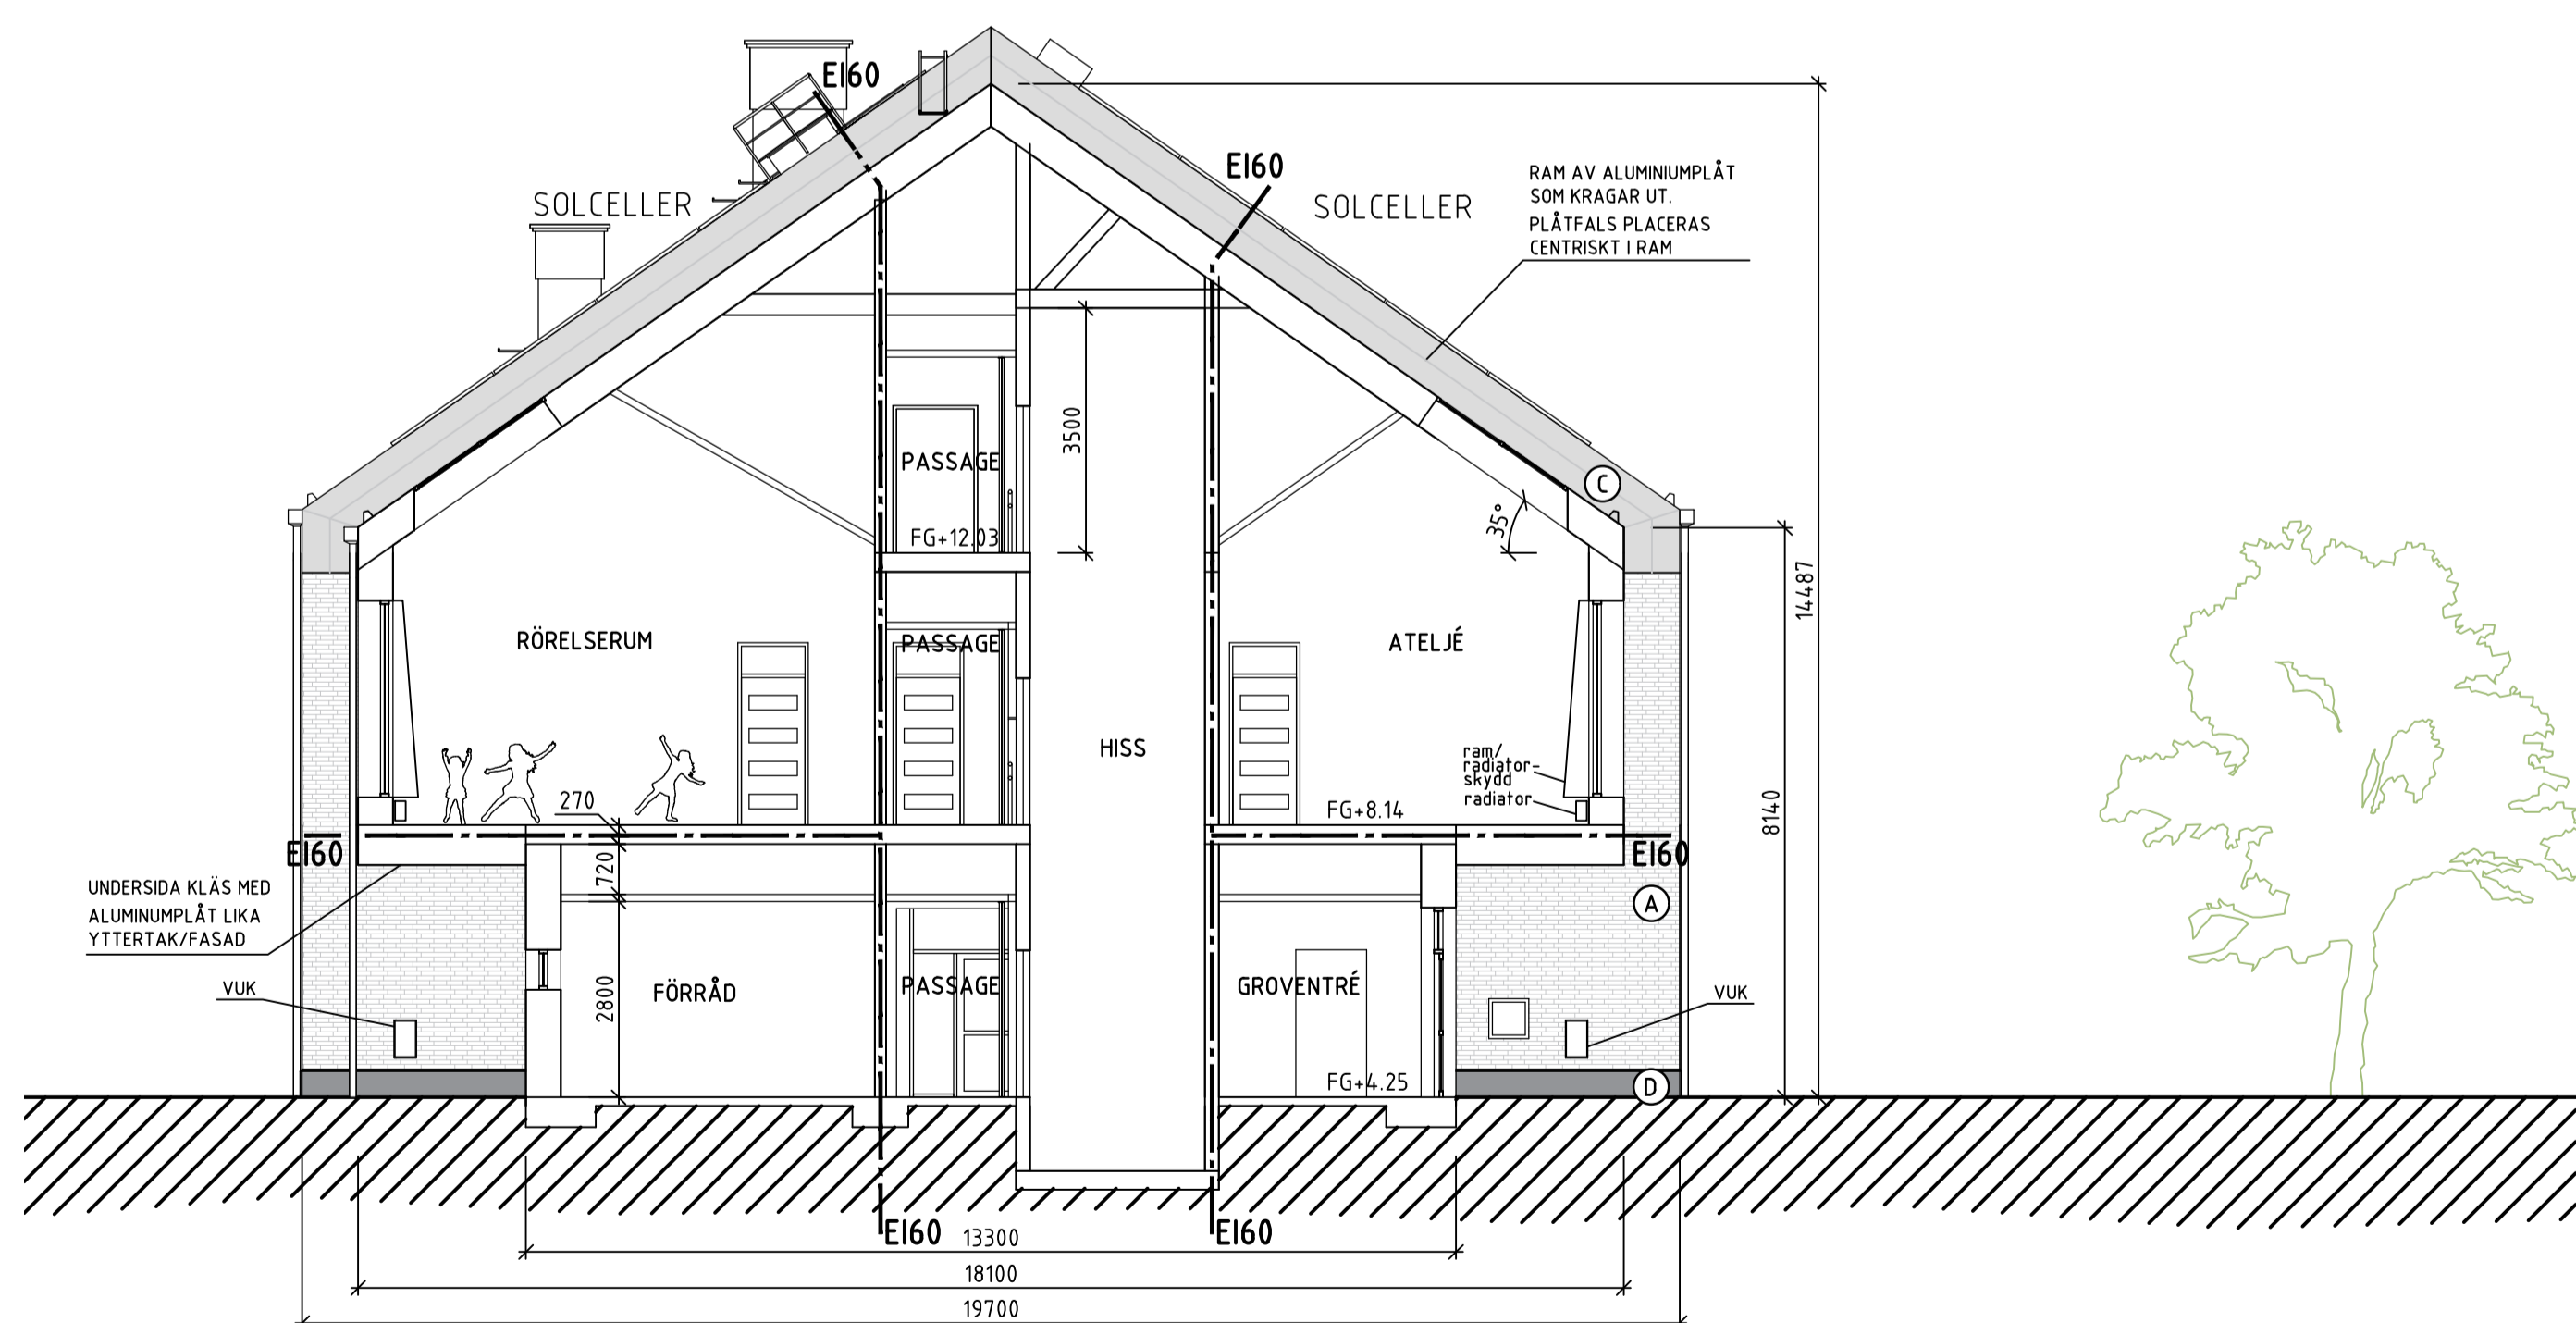 EI60
EI60
SOLCELLER
SOLCELLER
RAM AV ALUMINIUMPLÅT
SOM KRAGAR UT.
PLÅTFALS PLACERAS
CENTRISKT I RAM
3500
PASSAGE
C
35°
FG+12.03
14487
RÖRELSERUM
PASSAGE
ATELJÉ
HISS
ram/
radiator-
skydd
radiator
270
FG+8.14
8140
EI60
EI60
720
UNDERSIDA KLÄS MED
ALUMINUMPLÅT LIKA
YTTERTAK/FASAD
A
VUK
FÖRRÅD
2800
PASSAGE
GROVENTRÉ
VUK
FG+4.25
D
EI60
EI60
13300
18100
19700